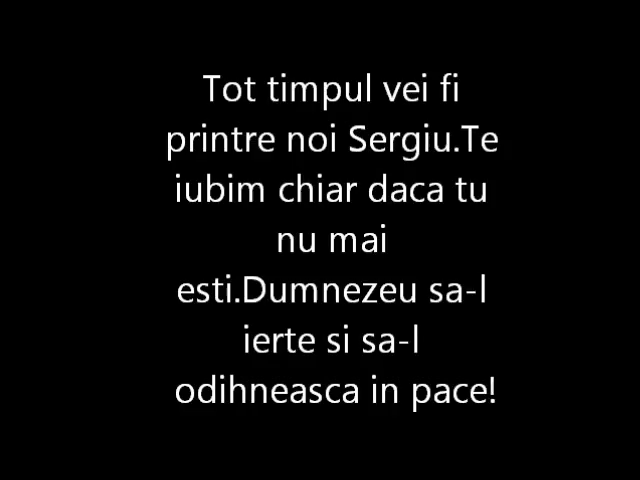 Tot timpul vei fi
printre noi Sergiu.Te
iubim chiar daca tu
nu mai
esti.Dumnezeu sa-l
ierte si sa-l
odihneasca in pace!